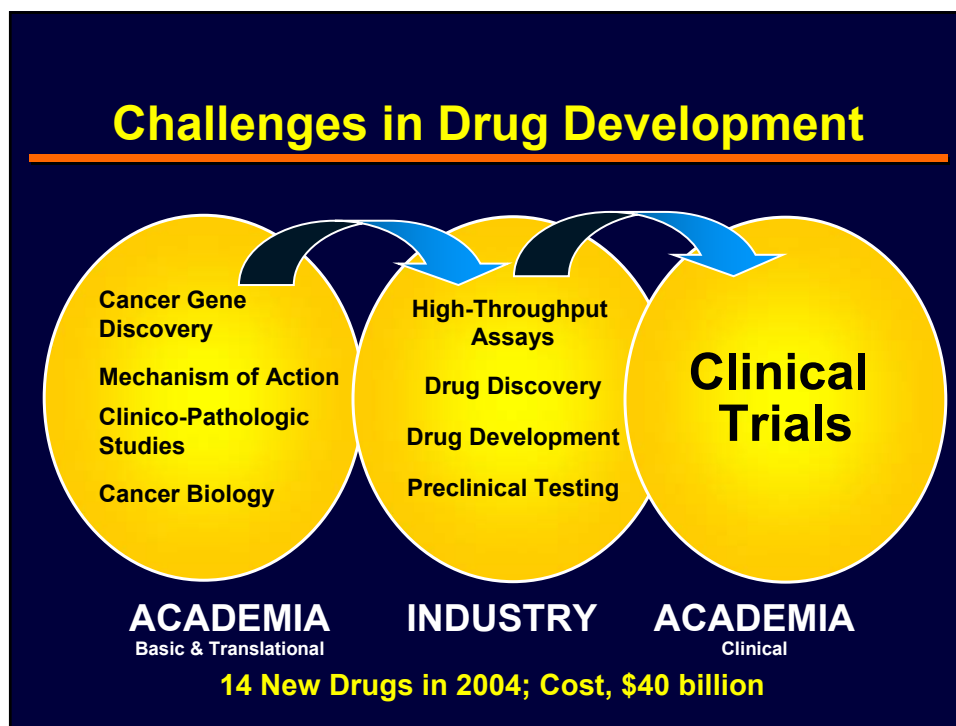 Challenges in Drug Development
Cancer Gene
Discovery
Mechanism of Action
Clinico-Pathologic
Studies
Cancer Biology
High-Throughput
Assays
Drug Discovery
Drug Development
Preclinical Testing
Clinical
Trials
ACADEMIA
Basic & Translational
INDUSTRY
ACADEMIA
Clinical
14 New Drugs in 2004; Cost, $40 billion